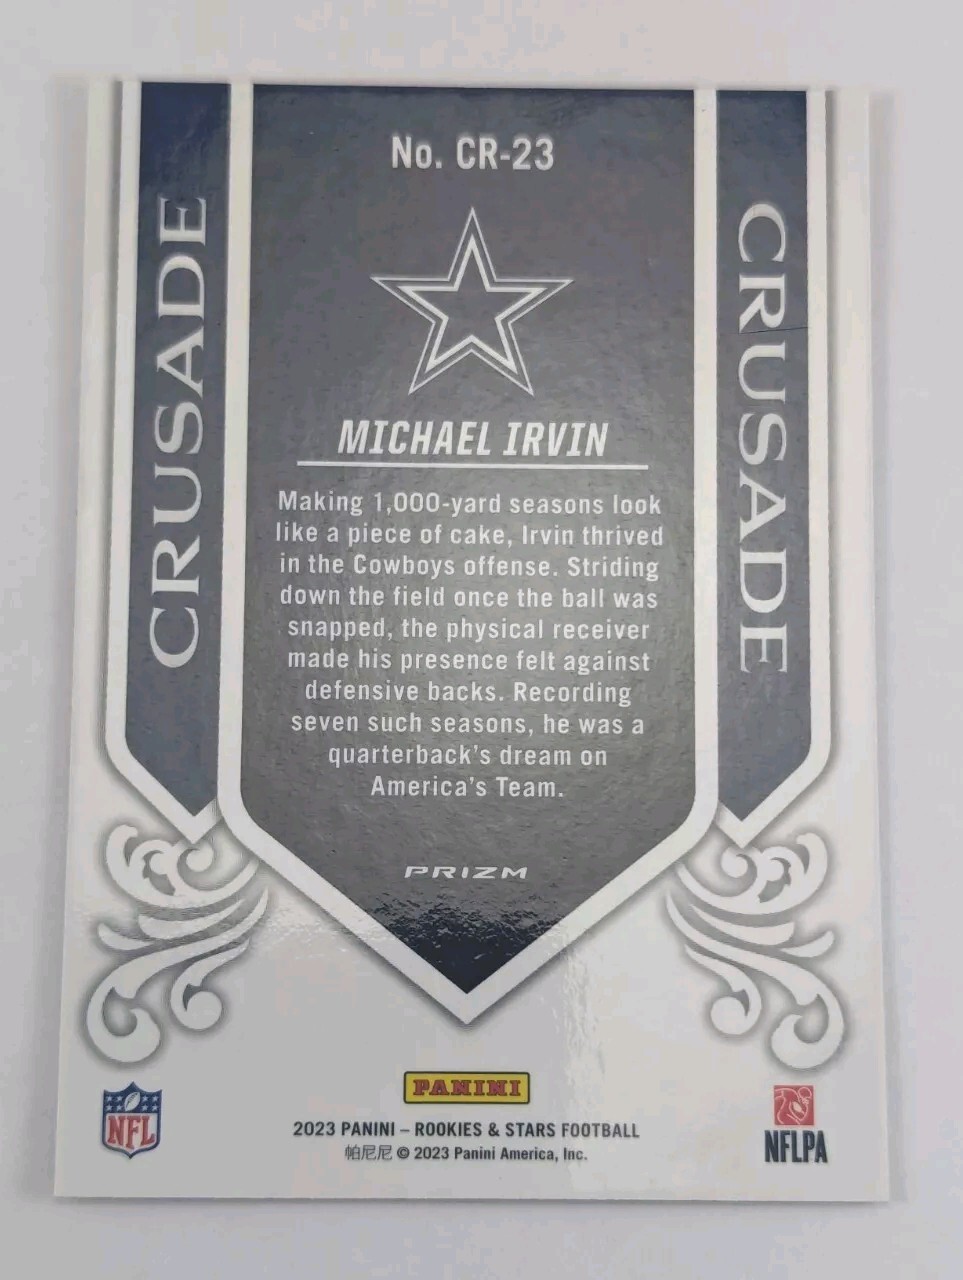 No. CR-23
CRUSADE
CRUSADE
MICHAEL IRVIN
Making 1,000-yard seasons look
like a piece of cake, Irvin thrived
in the Cowboys offense. Striding
down the field once the ball was
snapped, the physical receiver
made his presence felt against
defensive backs. Recording
seven such seasons, he was a
quarterback's dream on
America's Team.
PRIZM
PANINI
NFL
NFLPA
2023 PANINI – ROOKIES & STARS FOOTBALL
帕尼尼 © 2023 Panini America, Inc.